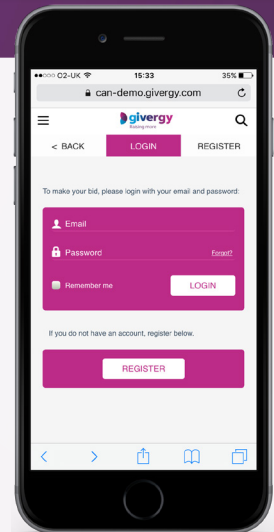 O2-UK 15:33 35%
can-demo.givergy.com
givergy
Raising more
< BACK LOGIN REGISTER
To make your bid, please login with your email and password:
Email
Password Forgot?
Remember me LOGIN
If you do not have an account, register below.
REGISTER